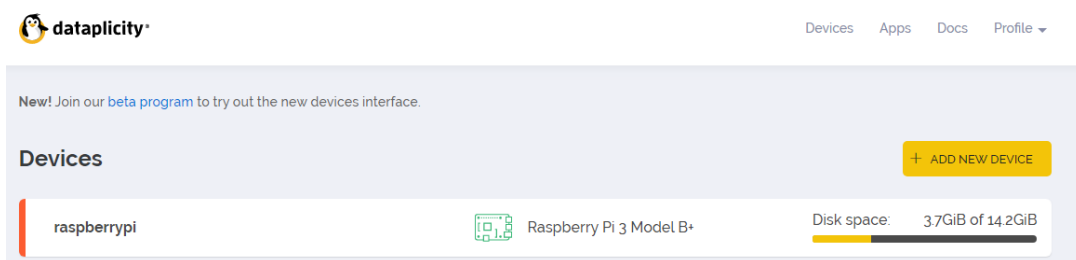 dataplicity
Devices Apps Docs Profile
New! Join our beta program to try out the new devices interface.
Devices
+ ADD NEW DEVICE
raspberrypi Raspberry Pi 3 Model B+ Disk space: 3.7GiB of 14.2GiB